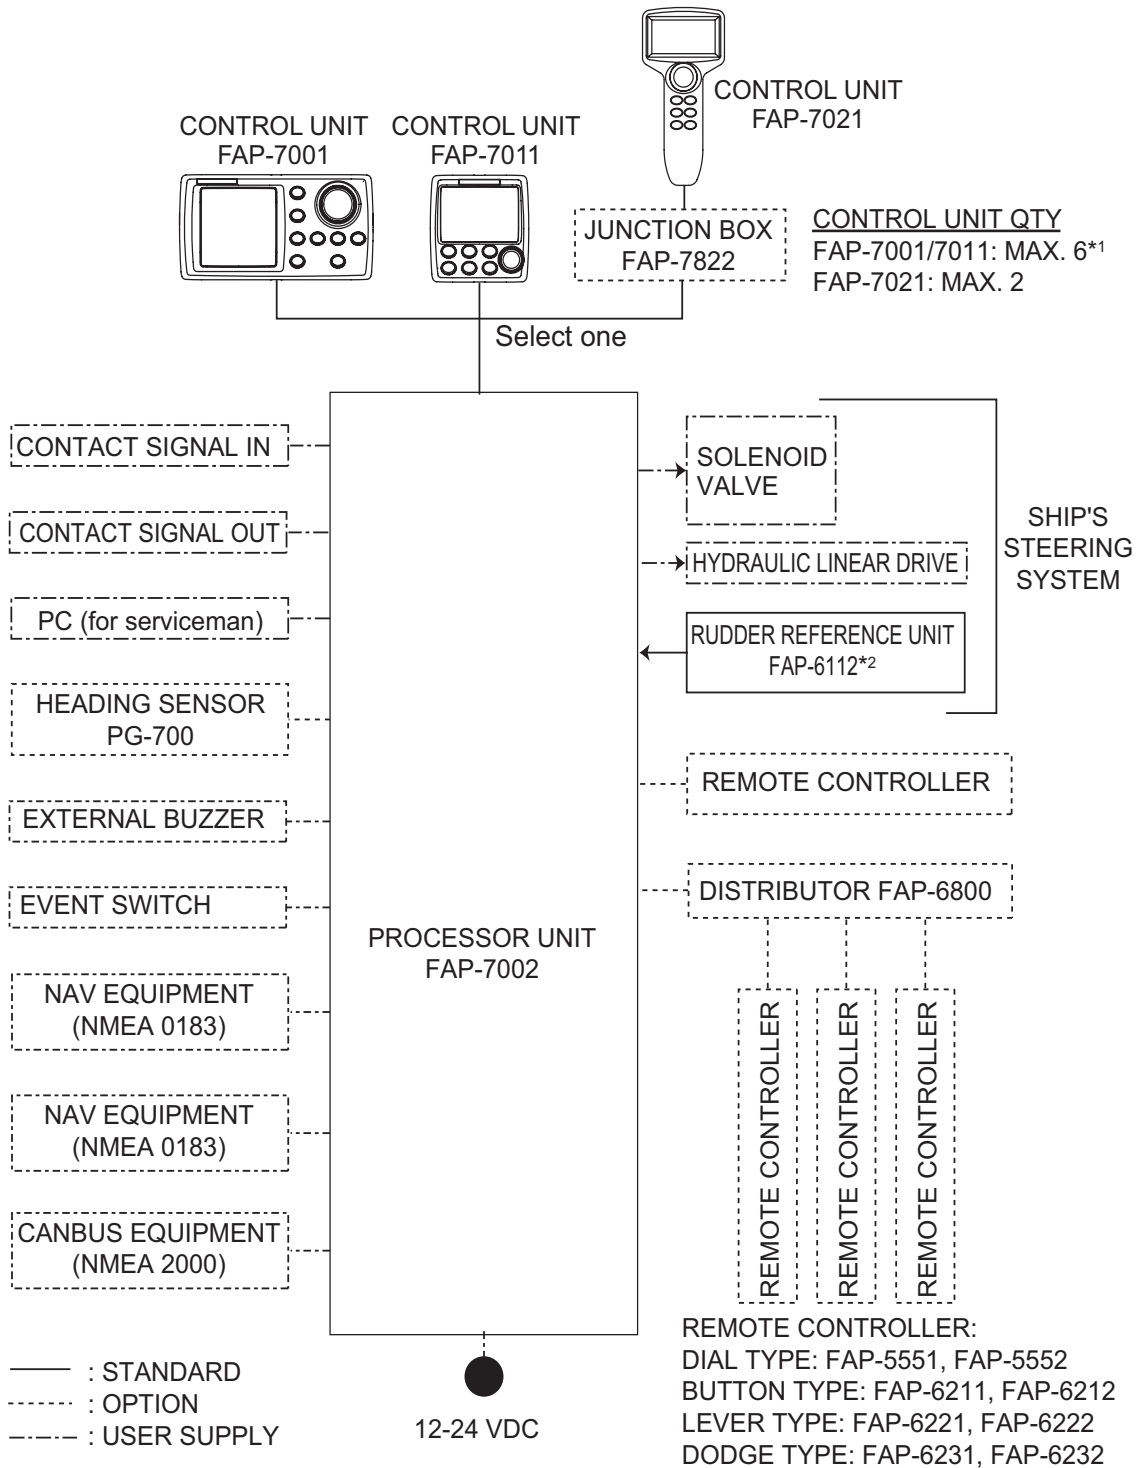 CONTROL UNIT
FAP-7021
CONTROL UNIT
FAP-7001
CONTROL UNIT
FAP-7011
JUNCTION BOX
FAP-7822
CONTROL UNIT QTY
FAP-7001/7011: MAX. 6*1
FAP-7021: MAX. 2
Select one
CONTACT SIGNAL IN
CONTACT SIGNAL OUT
PC (for serviceman)
HEADING SENSOR
PG-700
EXTERNAL BUZZER
EVENT SWITCH
NAV EQUIPMENT
(NMEA 0183)
NAV EQUIPMENT
(NMEA 0183)
CANBUS EQUIPMENT
(NMEA 2000)
PROCESSOR UNIT
FAP-7002
SOLENOID
VALVE
HYDRAULIC LINEAR DRIVE
RUDDER REFERENCE UNIT
FAP-6112*2
SHIP'S
STEERING
SYSTEM
REMOTE CONTROLLER
DISTRIBUTOR FAP-6800
REMOTE CONTROLLER
REMOTE CONTROLLER
REMOTE CONTROLLER
: STANDARD
: OPTION
: USER SUPPLY
12-24 VDC
REMOTE CONTROLLER:
DIAL TYPE: FAP-5551, FAP-5552
BUTTON TYPE: FAP-6211, FAP-6212
LEVER TYPE: FAP-6221, FAP-6222
DODGE TYPE: FAP-6231, FAP-6232